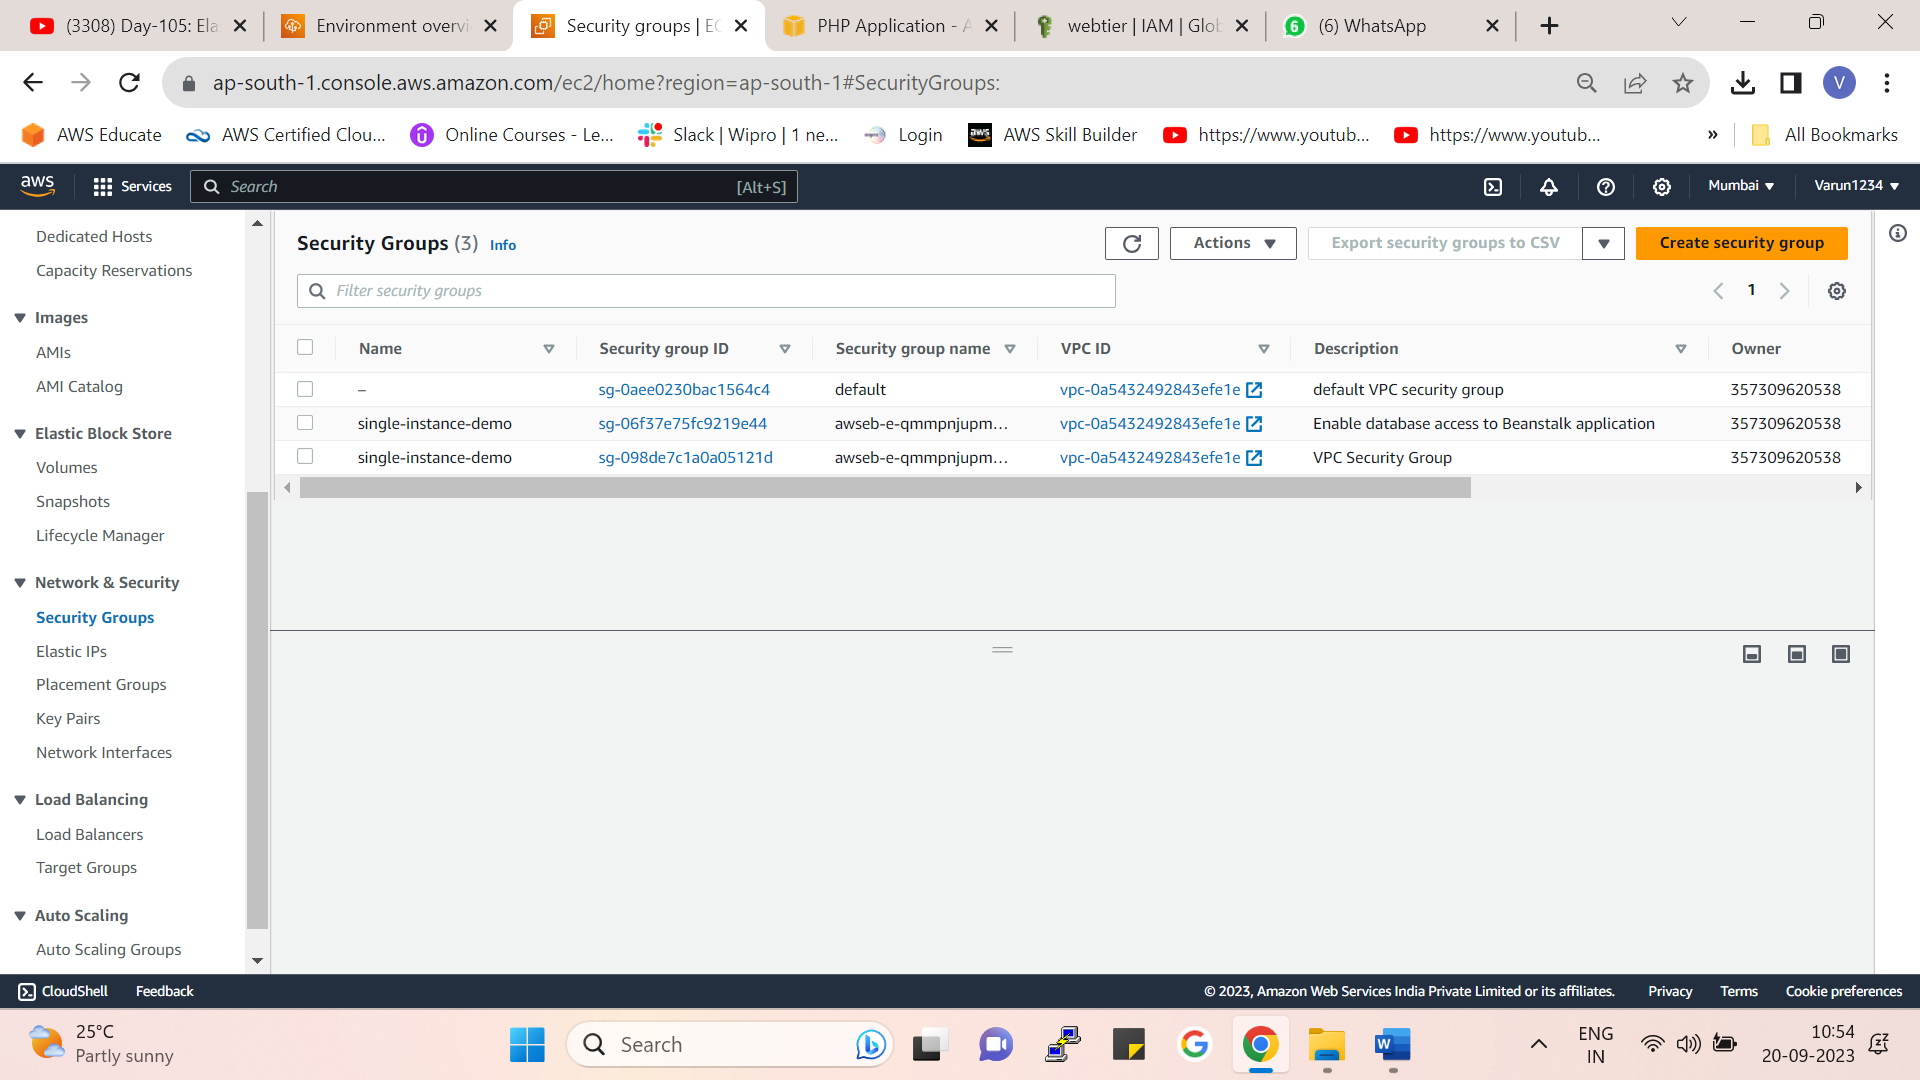 (3308) Day-105: Ela
Environment overvi
Security groups | EC
PHP Application - A
webtier | IAM | Glob
6
(6) WhatsApp
ap-south-1.console.aws.amazon.com/ec2/home?region=ap-south-1#SecurityGroups:
V
AWS Educate
AWS Certified Clou...
Online Courses - Le...
Slack | Wipro | 1 ne...
Login
aws
AWS Skill Builder
https://www.youtub...
https://www.youtub...
»
All Bookmarks
aws
Services
Search
[Alt+S]
Mumbai
Varun1234
Dedicated Hosts
Capacity Reservations
Images
AMIs
AMI Catalog
Elastic Block Store
Volumes
Snapshots
Lifecycle Manager
Network & Security
Security Groups
Elastic IPs
Placement Groups
Key Pairs
Network Interfaces
Load Balancing
Load Balancers
Target Groups
Auto Scaling
Auto Scaling Groups
Security Groups (3) Info
Actions
Export security groups to CSV
Create security group
Filter security groups
1
Name Security group ID Security group name VPC ID Description Owner
– sg-0aee0230bac1564c4 default vpc-0a5432492843efe1e default VPC security group 357309620538
single-instance-demo sg-06f37e75fc9219e44 awseb-e-qmmpnjupm... vpc-0a5432492843efe1e Enable database access to Beanstalk application 357309620538
single-instance-demo sg-098de7c1a0a05121d awseb-e-qmmpnjupm... vpc-0a5432492843efe1e VPC Security Group 357309620538
CloudShell
Feedback
© 2023, Amazon Web Services India Private Limited or its affiliates.
Privacy
Terms
Cookie preferences
25°C
Partly sunny
Search
ENG
IN
10:54
20-09-2023